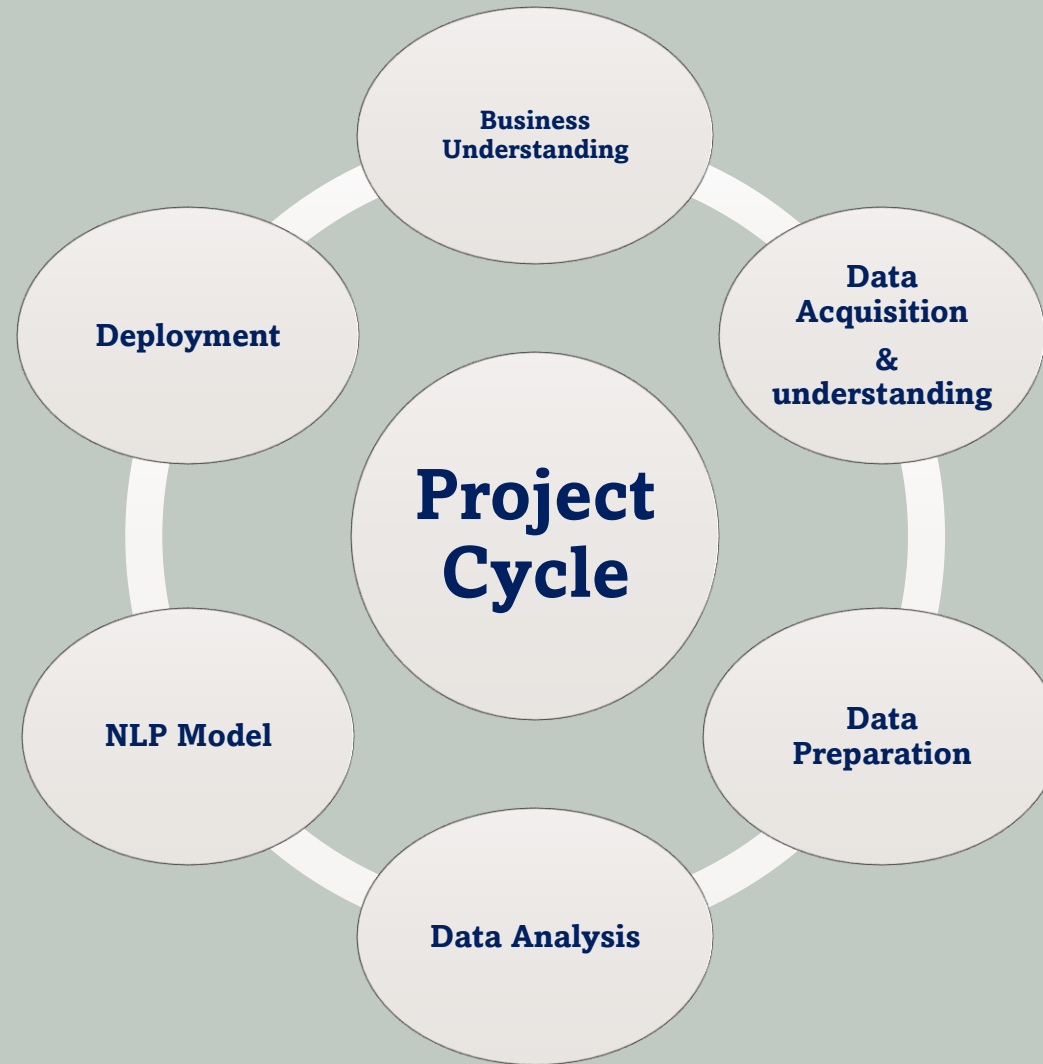 Business
Understanding
Data
Acquisition
&
understanding
Deployment
Project
Cycle
Data
Preparation
NLP Model
Data Analysis